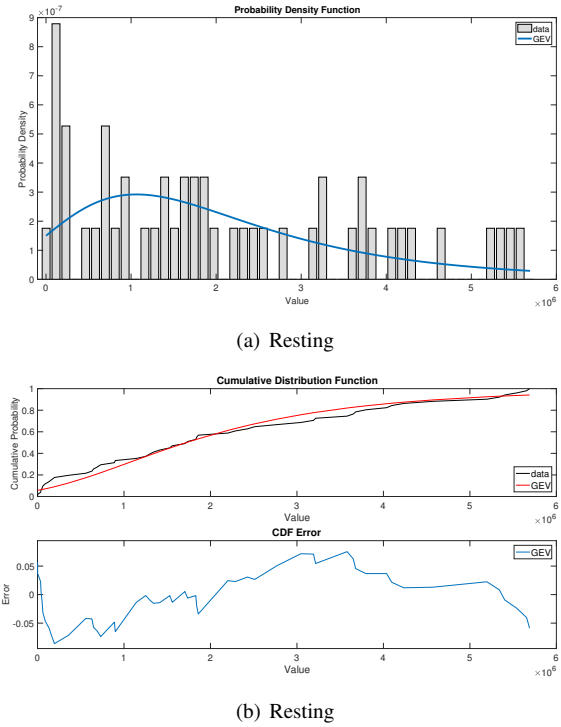 Probability Density Function
×10⁻⁷
9
8
7
6
5
4
3
2
1
0
Probability Density
data
GEV
0 1 2 3 4 5 6
Value
×10⁶
(a) Resting
Cumulative Distribution Function
1
0.8
0.6
0.4
0.2
0
Cumulative Probability
data
GEV
0 1 2 3 4 5 6
Value
×10⁶
CDF Error
0.05
0
-0.05
Error
GEV
0 1 2 3 4 5 6
Value
×10⁶
(b) Resting